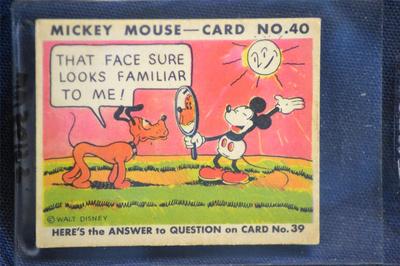 MICKEY MOUSE—CARD NO.40
THAT FACE SURE
LOOKS FAMILIAR
TO ME!
© WALT DISNEY
HERE'S the ANSWER to QUESTION on CARD No. 39